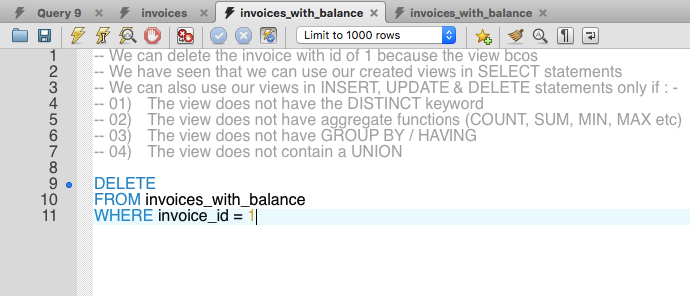 Query 9 invoices invoices_with_balance invoices_with_balance
Limit to 1000 rows
1 -- We can delete the invoice with id of 1 because the view bcos
2 -- We have seen that we can use our created views in SELECT statements
3 -- We can also use our views in INSERT, UPDATE & DELETE statements only if : -
4 -- 01) The view does not have the DISTINCT keyword
5 -- 02) The view does not have aggregate functions (COUNT, SUM, MIN, MAX etc)
6 -- 03) The view does not have GROUP BY / HAVING
7 -- 04) The view does not contain a UNION
8
9 DELETE
10 FROM invoices_with_balance
11 WHERE invoice_id = 1